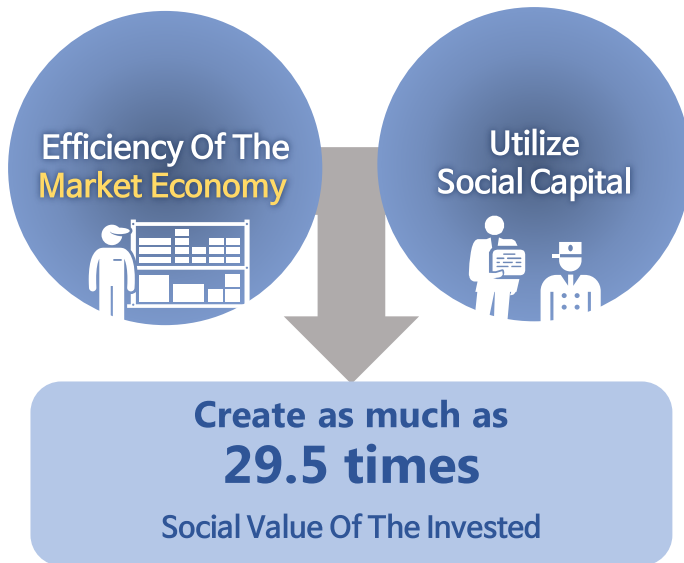 Efficiency Of The
Market Economy
Utilize
Social Capital
Create as much as
29.5 times
Social Value Of The Invested